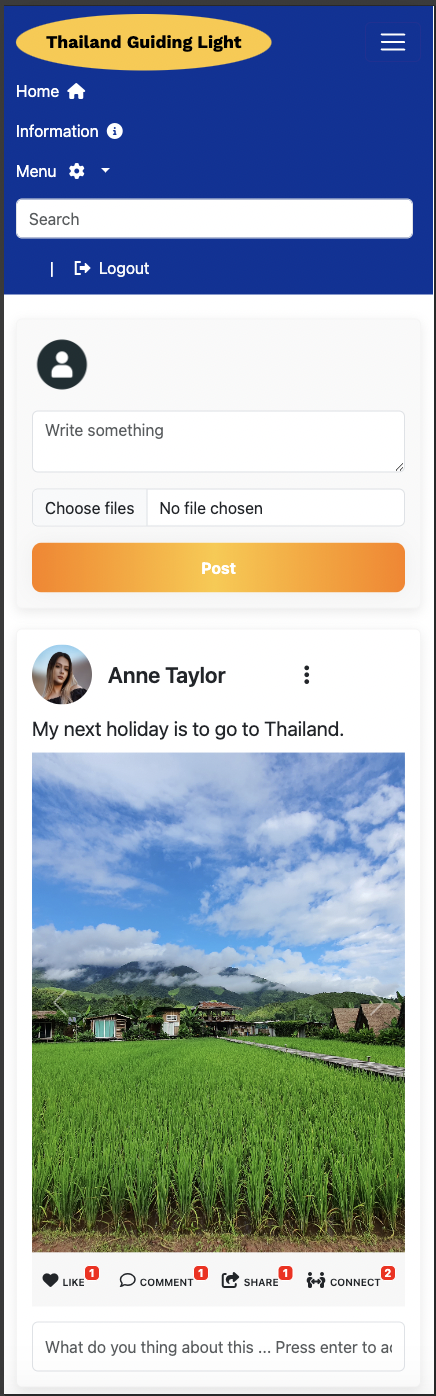 Thailand Guiding Light
Home
Information
Menu
Search
| Logout
Write something
Choose files No file chosen
Post
Anne Taylor
My next holiday is to go to Thailand.
LIKE 1 COMMENT 1 SHARE 1 CONNECT 2
What do you thing about this ... Press enter to